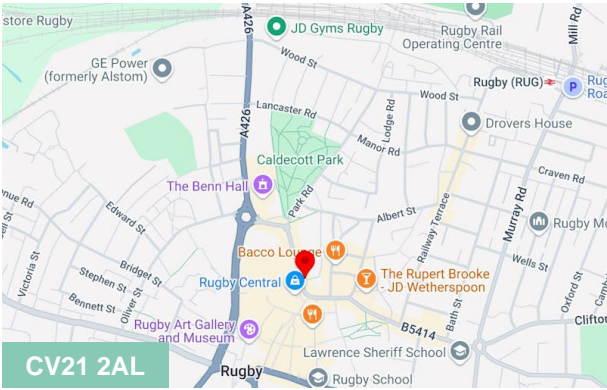 store Rugby
JD Gyms Rugby
Rugby Rail
Operating Centre
Mill Rd
A426
GE Power
(formerly Alstom)
Wood St
Rugby (RUG)
P
Wood St
Lancaster Rd
A426
Lodge Rd
Drovers House
Manor Rd
Caldecott Park
Craven Rd
The Benn Hall
Park Rd
Albert St
Railway Terrace
Murray Rd
Edward St
Bacco Lounge
Wells St
Victoria St
Bridget St
Stephen St
Oliver St
Rugby Central
The Rupert Brooke
- JD Wetherspoon
Oxford St
Bennett St
Bath St
Rugby Art Gallery
and Museum
B5414
Lawrence Sheriff School
CV21 2AL
Rugby
Rugby School